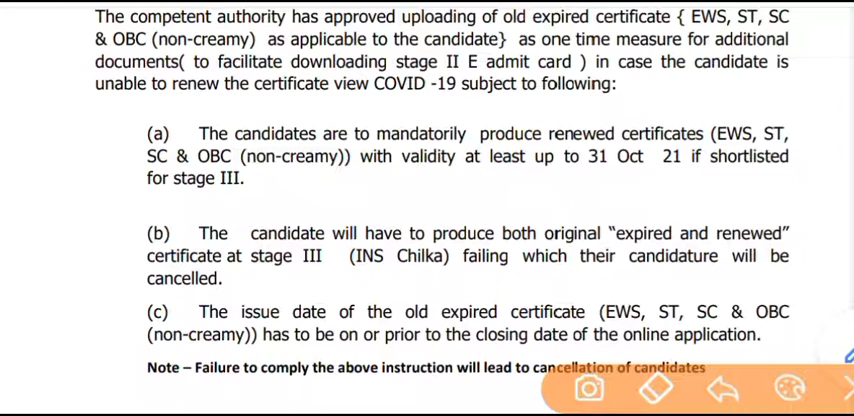 The competent authority has approved uploading of old expired certificate { EWS, ST, SC
& OBC (non-creamy) as applicable to the candidate} as one time measure for additional
documents( to facilitate downloading stage II E admit card ) in case the candidate is
unable to renew the certificate view COVID -19 subject to following:
(a) The candidates are to mandatorily produce renewed certificates (EWS, ST,
SC & OBC (non-creamy)) with validity at least up to 31 Oct 21 if shortlisted
for stage III.
(b) The candidate will have to produce both original “expired and renewed”
certificate at stage III (INS Chilka) failing which their candidature will be
cancelled.
(c) The issue date of the old expired certificate (EWS, ST, SC & OBC
(non-creamy)) has to be on or prior to the closing date of the online application.
Note – Failure to comply the above instruction will lead to cancellation of candidates